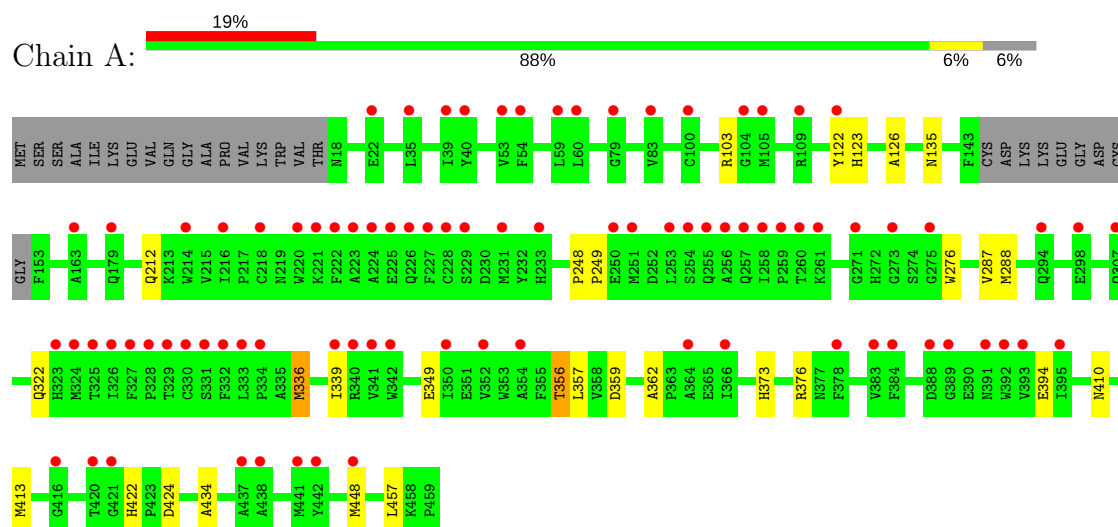 19%
Chain A:
88% 6% 6%
MET SER SER ALA ILE LYS GLU VAL GLN GLY ALA PRO VAL LYS TRP VAL THR N18 E22 L35 I39 Y40 V53 F54 L59 L60 G79 V83 C100 R103 G104 M105 R109 Y122 H123 A126 N135 F143 CYS ASP LYS LYS GLU GLY ASP CYS
GLY F153 A163 Q179 Q212 K213 W214 V215 I216 P217 C218 N219 W220 K221 F222 A223 A224 E225 Q226 F227 C228 S229 D230 M231 Y232 H233 P248 P249 E250 M251 D252 L253 S254 Q255 A256 Q257 I258 P259 T260 K261 G271 H272 G273 S274 G275 W276 V287 M288 Q294 E298 Q307
Q322 H323 M324 T325 I326 F327 P328 T329 C330 S331 F332 L333 P334 A335 M336 I339 R340 V341 W342 E349 I350 E351 V352 W353 A354 F355 T356 L357 V358 D359 A362 P363 A364 E365 I366 H373 R376 N377 F378 V383 F384 D388 G389 E390 N391 W392 V393 E394 I395 N410
M413 G416 T420 G421 H422 P423 D424 A434 A437 A438 M441 Y442 M448 L457 K458 P459